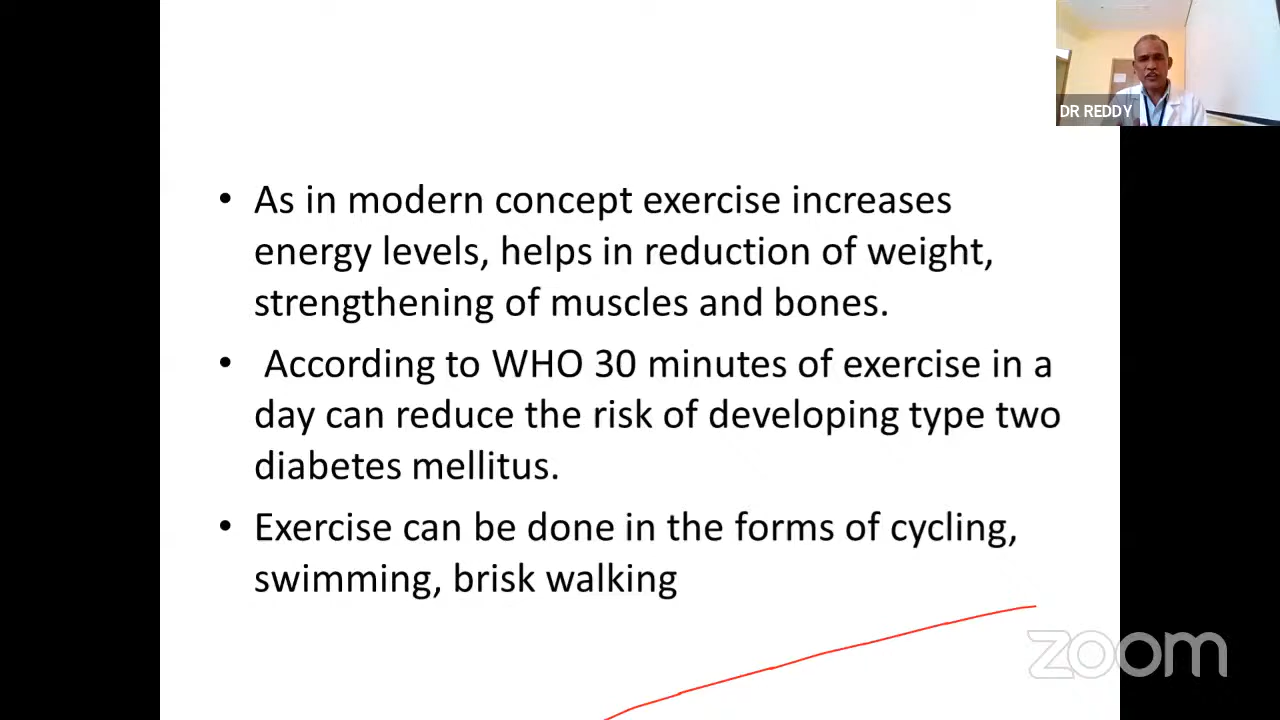 DR REDDY
• As in modern concept exercise increases
energy levels, helps in reduction of weight,
strengthening of muscles and bones.
• According to WHO 30 minutes of exercise in a
day can reduce the risk of developing type two
diabetes mellitus.
• Exercise can be done in the forms of cycling,
swimming, brisk walking
zoom